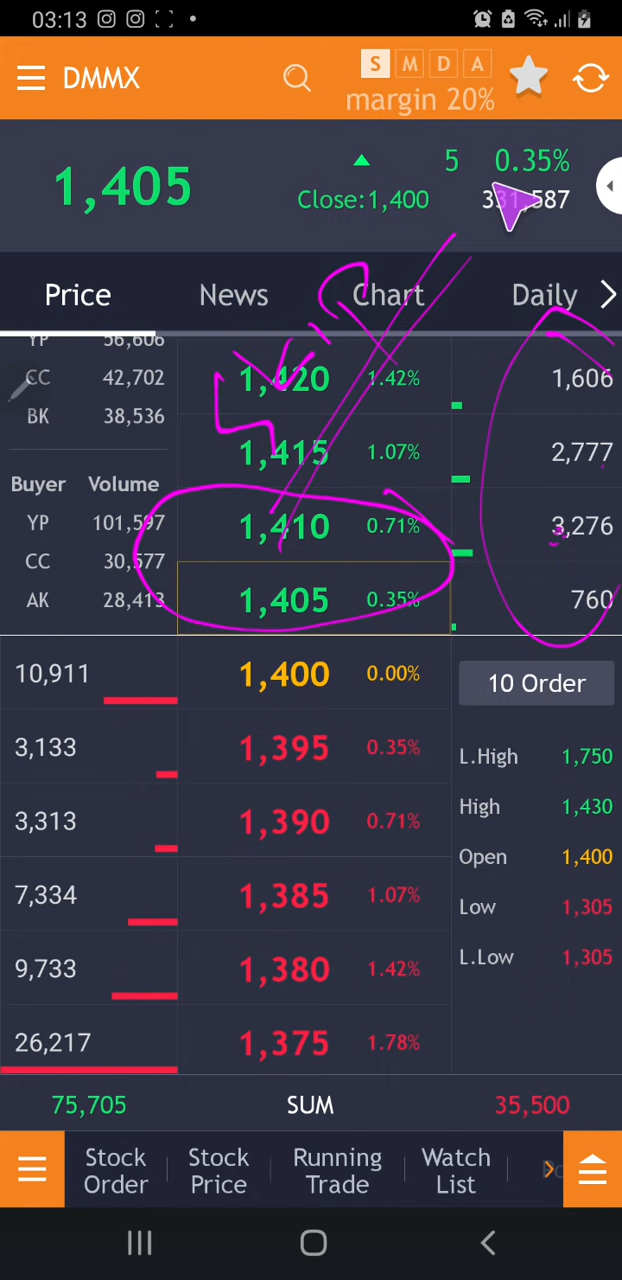 03:13
DMMX S M D A
margin 20%
1,405 5 0.35%
Close:1,400 331,587
Price News Chart Daily
YP 56,606
CC 42,702 1,420 1.42% 1,606
BK 38,536
1,415 1.07% 2,777
Buyer Volume
YP 101,597 1,410 0.71% 3,276
CC 30,577
AK 28,413 1,405 0.35% 760
10,911 1,400 0.00% 10 Order
3,133 1,395 0.35% L.High 1,750
3,313 1,390 0.71% High 1,430
Open 1,400
7,334 1,385 1.07% Low 1,305
9,733 1,380 1.42% L.Low 1,305
26,217 1,375 1.78%
75,705 SUM 35,500
Stock Order
Stock Price
Running Trade
Watch List